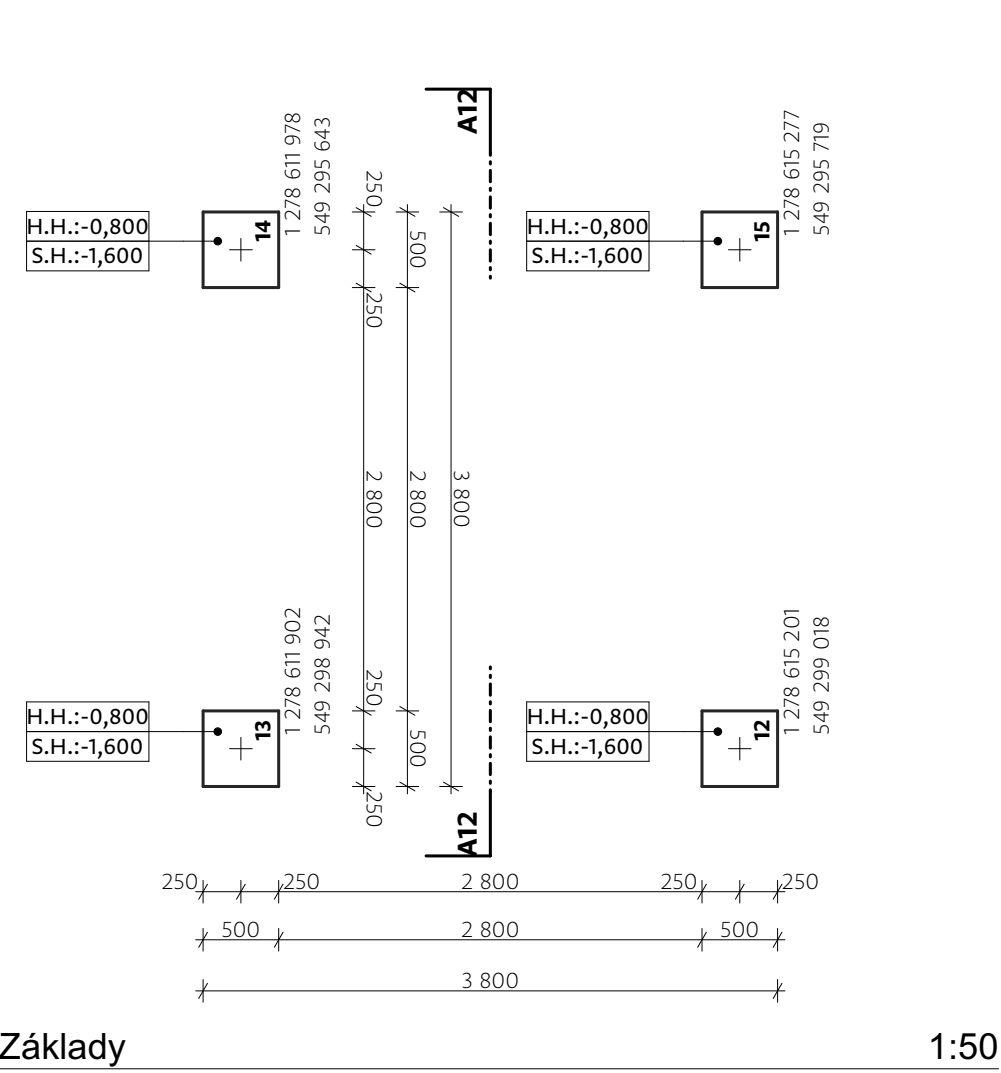 A12
1 278 611 978
549 295 643
1 278 615 277
549 295 719
H.H.:-0,800
S.H.:-1,600
14
250
500
250
H.H.:-0,800
S.H.:-1,600
15
2 800
2 800
3 800
1 278 611 902
549 298 942
1 278 615 201
549 299 018
H.H.:-0,800
S.H.:-1,600
13
250
500
250
H.H.:-0,800
S.H.:-1,600
12
A12
250 250 2 800 250 250
500 2 800 500
3 800
Základy 1:50